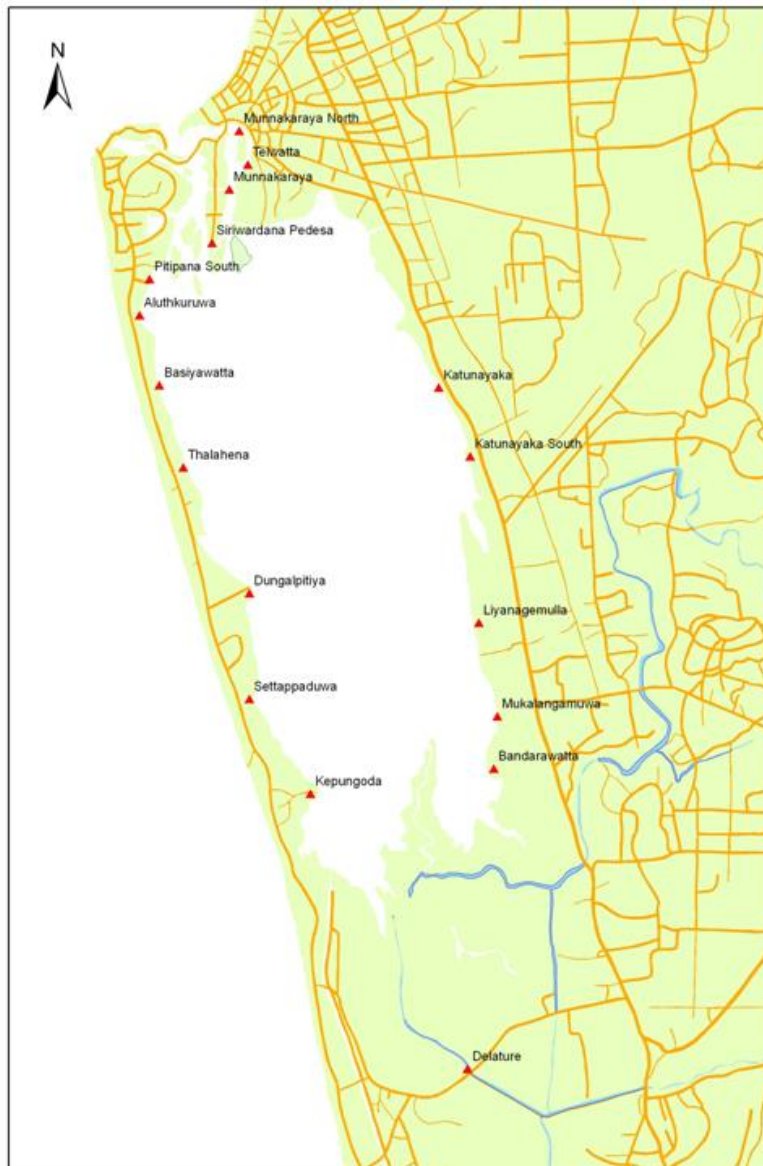 N
Munnakaraya North
Telwatta
Munnakaraya
Siriwardana Pedesa
Pitipana South
Aluthkuruwa
Basiyawatta
Katunayaka
Katunayaka South
Thalahena
Dungalpitiya
Liyanagemulla
Settappaduwa
Mukalangamuwa
Bandarawatta
Kepungoda
Delature